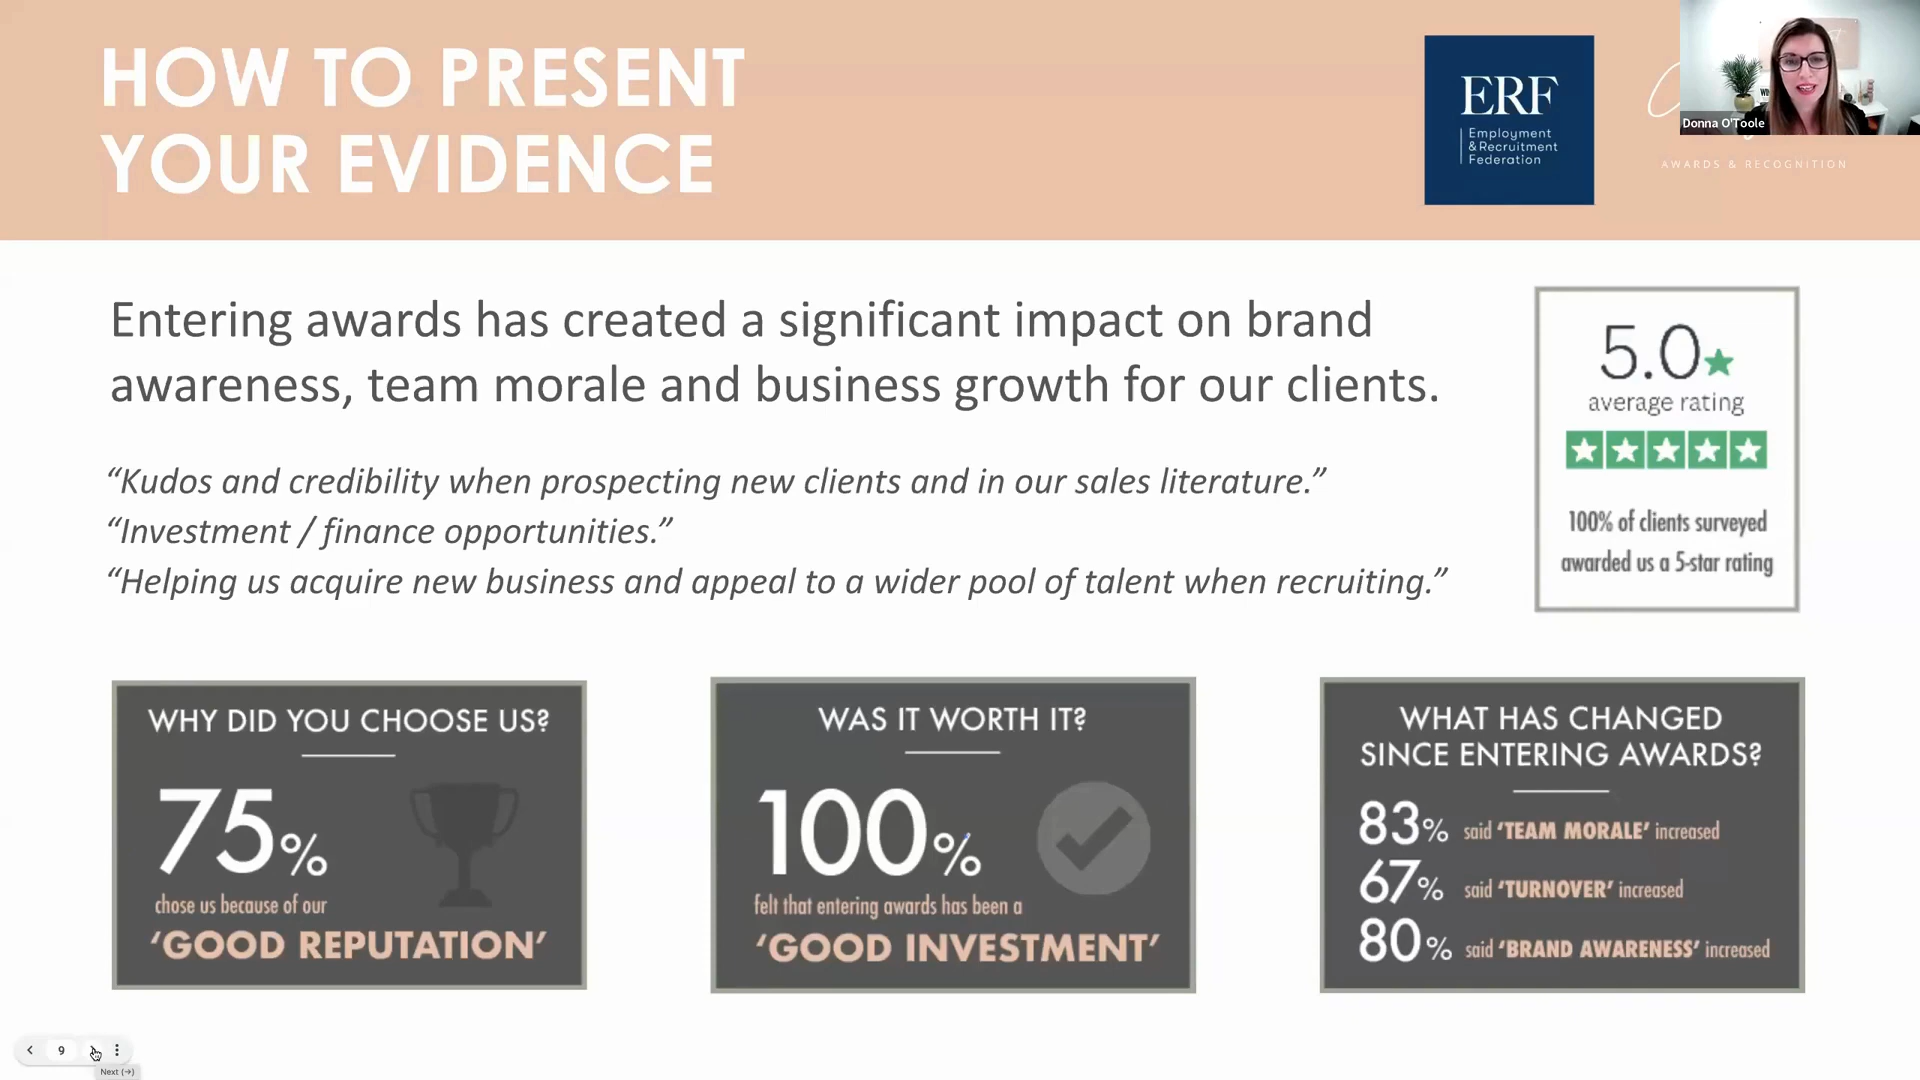 HOW TO PRESENT
YOUR EVIDENCE
ERF
Employment
& Recruitment
Federation
Donna O'Toole
AWARDS & RECOGNITION
Entering awards has created a significant impact on brand
awareness, team morale and business growth for our clients.
“Kudos and credibility when prospecting new clients and in our sales literature.”
“Investment / finance opportunities.”
“Helping us acquire new business and appeal to a wider pool of talent when recruiting.”
5.0
average rating
100% of clients surveyed
awarded us a 5-star rating
WHY DID YOU CHOOSE US?
75%
chose us because of our
‘GOOD REPUTATION’
WAS IT WORTH IT?
100%
felt that entering awards has been a
‘GOOD INVESTMENT’
WHAT HAS CHANGED
SINCE ENTERING AWARDS?
83% said ‘TEAM MORALE’ increased
67% said ‘TURNOVER’ increased
80% said ‘BRAND AWARENESS’ increased
9
Next (→)